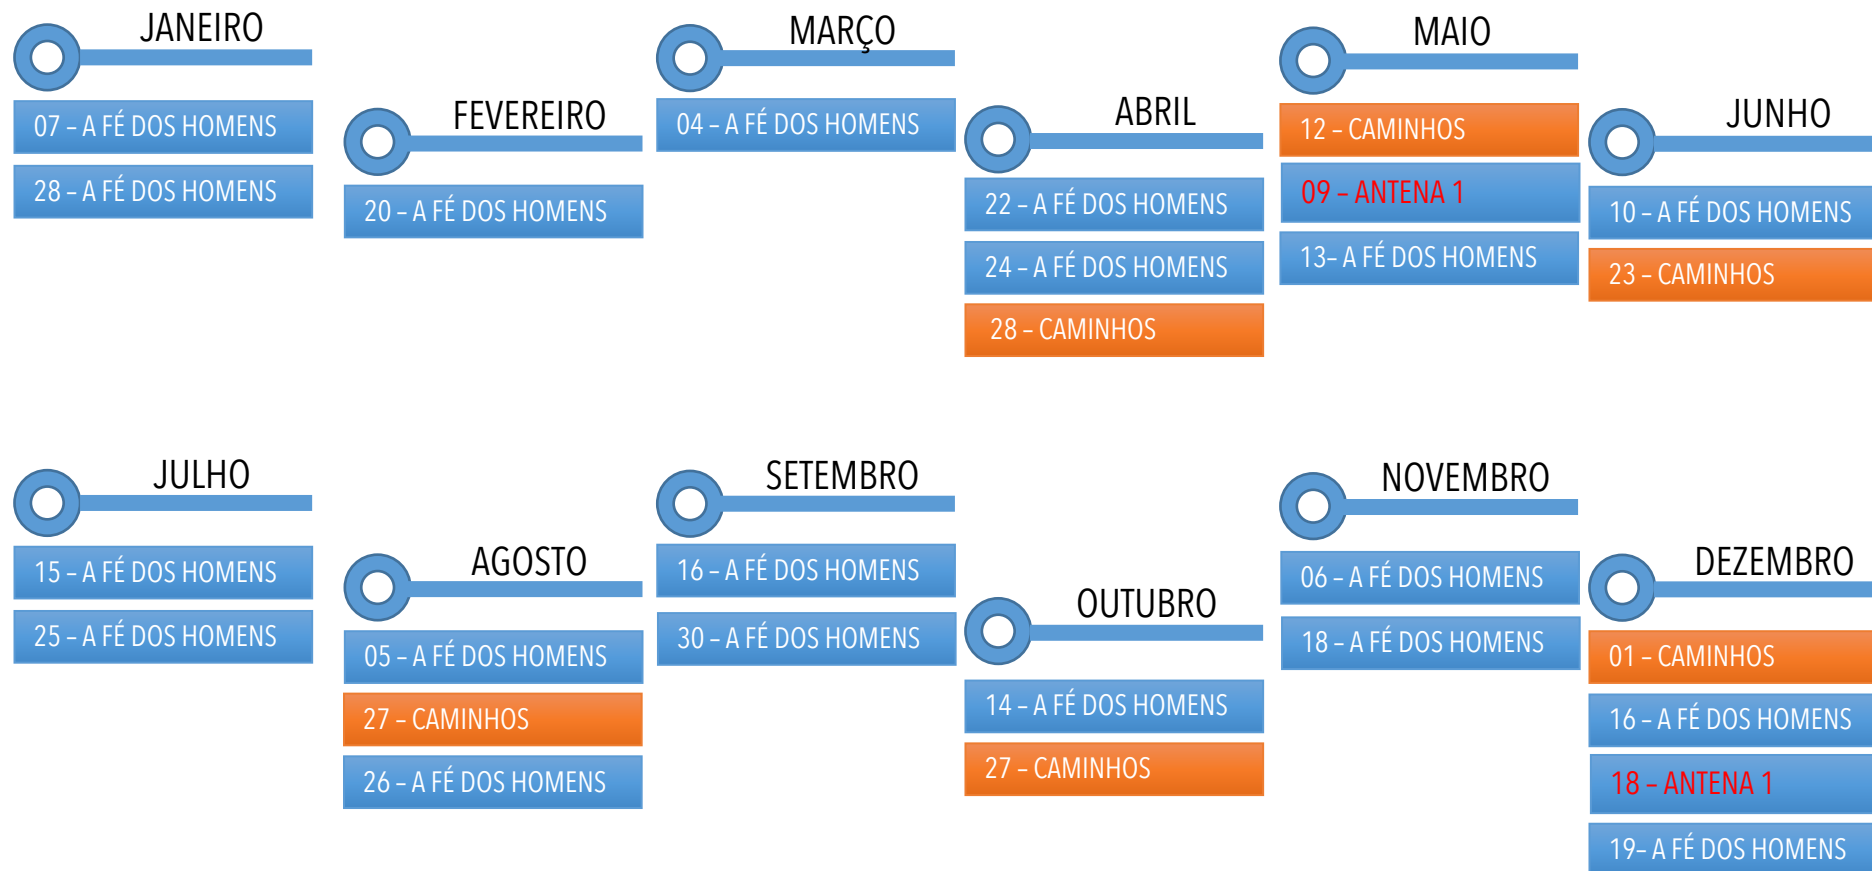 JANEIRO
07 – A FÉ DOS HOMENS
28 – A FÉ DOS HOMENS
FEVEREIRO
20 – A FÉ DOS HOMENS
MARÇO
04 – A FÉ DOS HOMENS
ABRIL
22 – A FÉ DOS HOMENS
24 – A FÉ DOS HOMENS
28 – CAMINHOS
MAIO
12 – CAMINHOS
09 – ANTENA 1
13– A FÉ DOS HOMENS
JUNHO
10 – A FÉ DOS HOMENS
23 – CAMINHOS
JULHO
15 – A FÉ DOS HOMENS
25 – A FÉ DOS HOMENS
AGOSTO
05 – A FÉ DOS HOMENS
27 – CAMINHOS
26 – A FÉ DOS HOMENS
SETEMBRO
16 – A FÉ DOS HOMENS
30 – A FÉ DOS HOMENS
OUTUBRO
14 – A FÉ DOS HOMENS
27 – CAMINHOS
NOVEMBRO
06 – A FÉ DOS HOMENS
18 – A FÉ DOS HOMENS
DEZEMBRO
01 – CAMINHOS
16 – A FÉ DOS HOMENS
18 – ANTENA 1
19– A FÉ DOS HOMENS